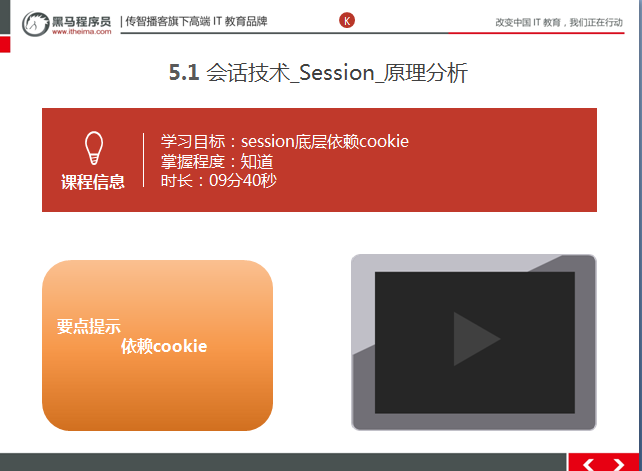 黑马程序员
www.itheima.com
传智播客旗下高端 IT 教育品牌
K
改变中国 IT 教育，我们正在行动
5.1 会话技术_Session_原理分析
学习目标：session底层依赖cookie
掌握程度：知道
时长：09分40秒
课程信息
要点提示
依赖cookie